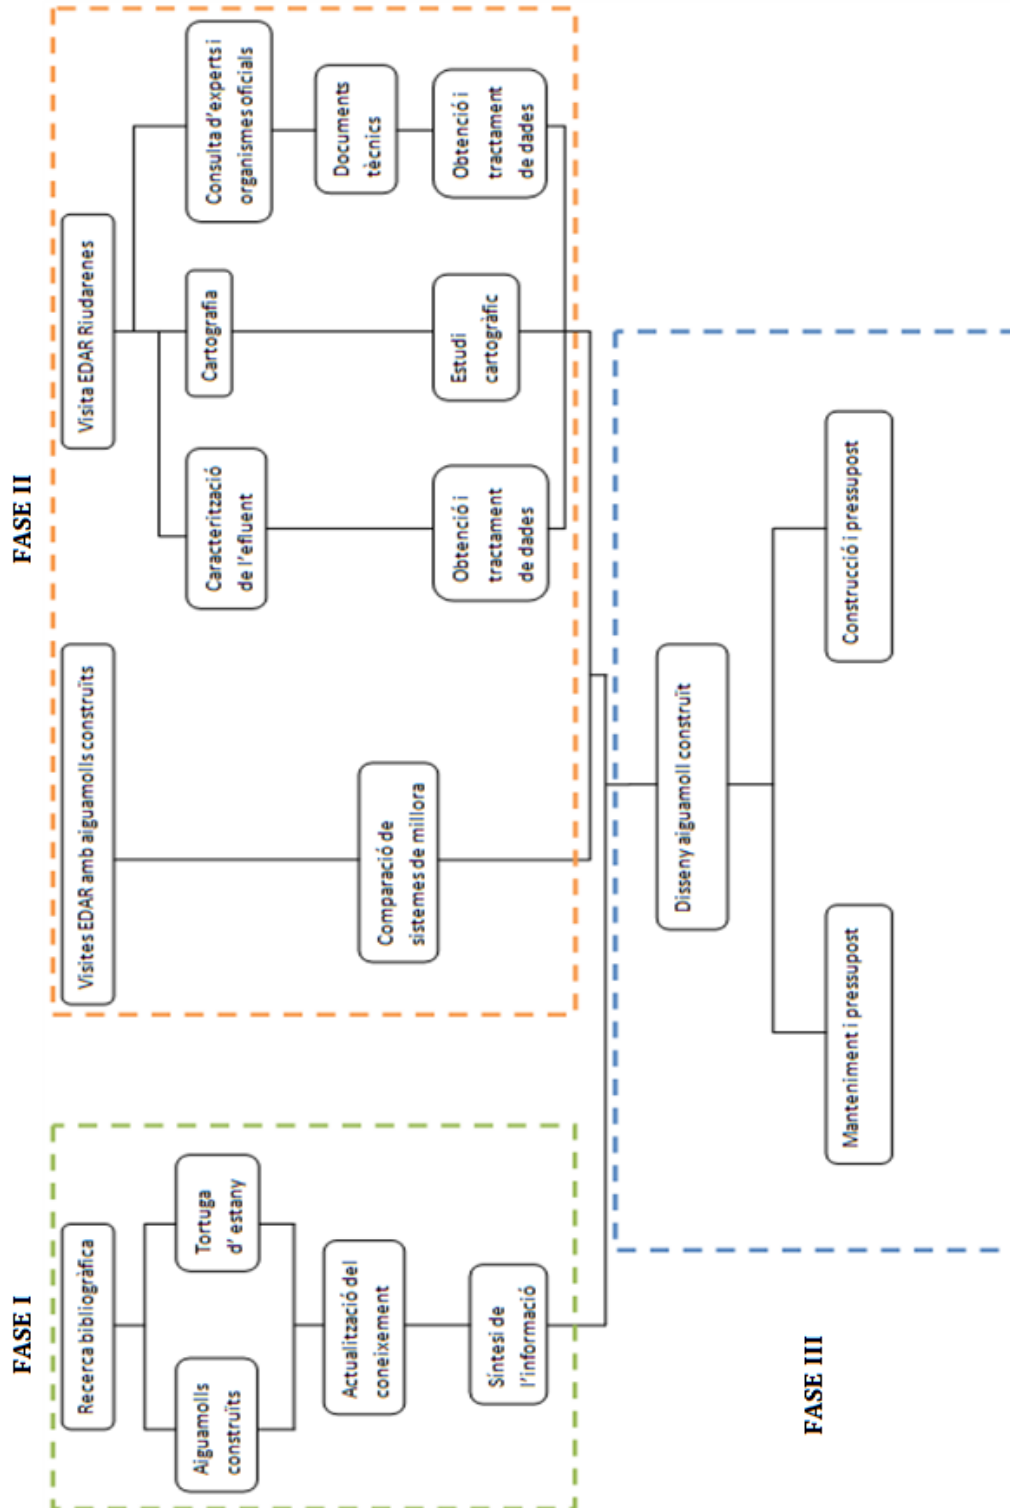 FASE I
FASE II
Recerca bibliogràfica
Aiguamolls
construïts
Tortuga
d' estany
Actualització del
coneixement
Síntesi de
l'informació
Visites EDAR amb aiguamolls construïts
Comparació de
sistemes de millora
Visita EDAR Riudarenes
Caracterització
de l'efluent
Cartografia
Consulta d'experts i
organismes oficials
Documents
tècnics
Obtenció i
tractament
de dades
Estudi
cartogràfic
Obtenció i
tractament
de dades
FASE III
Disseny aiguamoll construït
Manteniment i pressupost
Construcció i pressupost